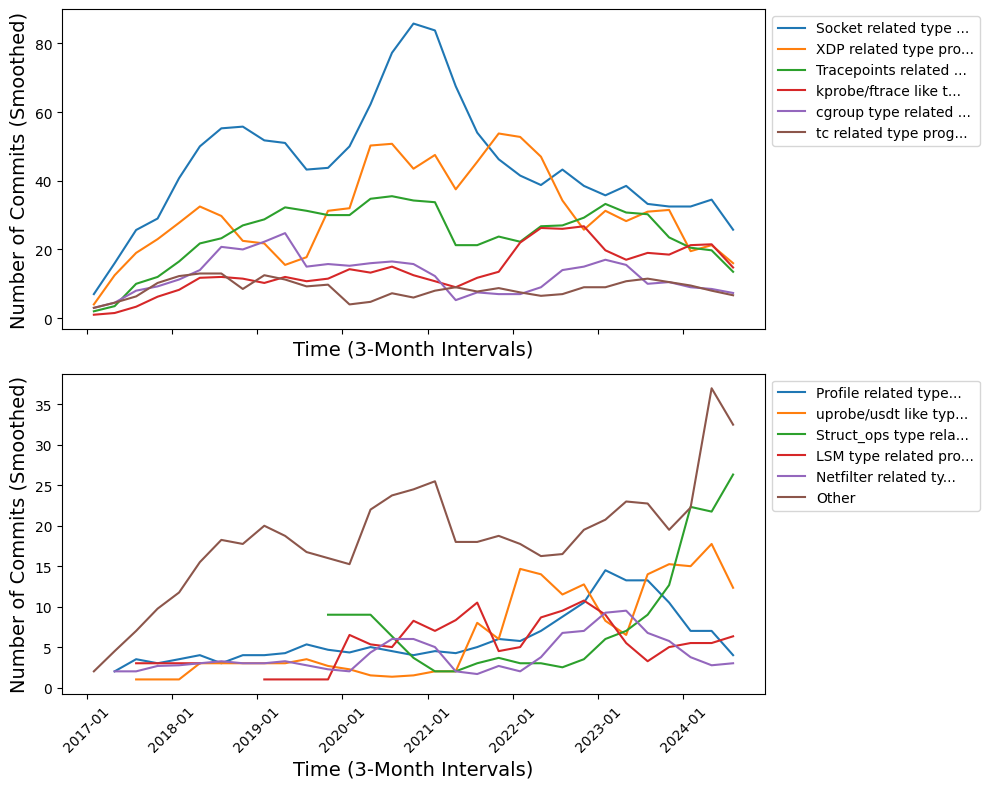 Number of Commits (Smoothed)
80
60
40
20
0
Time (3-Month Intervals)
Socket related type ...
XDP related type pro...
Tracepoints related ...
kprobe/ftrace like t...
cgroup type related ...
tc related type prog...
Number of Commits (Smoothed)
35
30
25
20
15
10
5
0
2017-01
2018-01
2019-01
2020-01
2021-01
2022-01
2023-01
2024-01
Time (3-Month Intervals)
Profile related type...
uprobe/usdt like typ...
Struct_ops type rela...
LSM type related pro...
Netfilter related ty...
Other